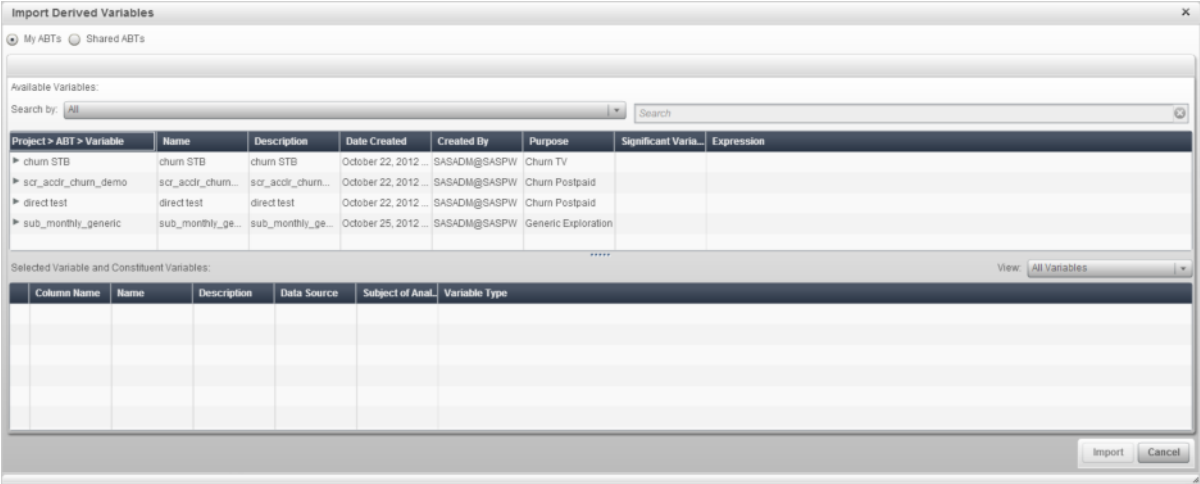 Import Derived Variables
My ABTs Shared ABTs
Available Variables:
Search by: All Search
Project > ABT > Variable Name Description Date Created Created By Purpose Significant Varia... Expression
churn STB churn STB churn STB October 22, 2012 ... SASADM@SASPW Churn TV
scr_acclr_churn_demo scr_acclr_churn... scr_acclr_churn... October 22, 2012 ... SASADM@SASPW Churn Postpaid
direct test direct test direct test October 22, 2012 ... SASADM@SASPW Churn Postpaid
sub_monthly_generic sub_monthly_ge... sub_monthly_ge... October 25, 2012 ... SASADM@SASPW Generic Exploration
Selected Variable and Constituent Variables: View: All Variables
Column Name Name Description Data Source Subject of Anal... Variable Type
Import Cancel